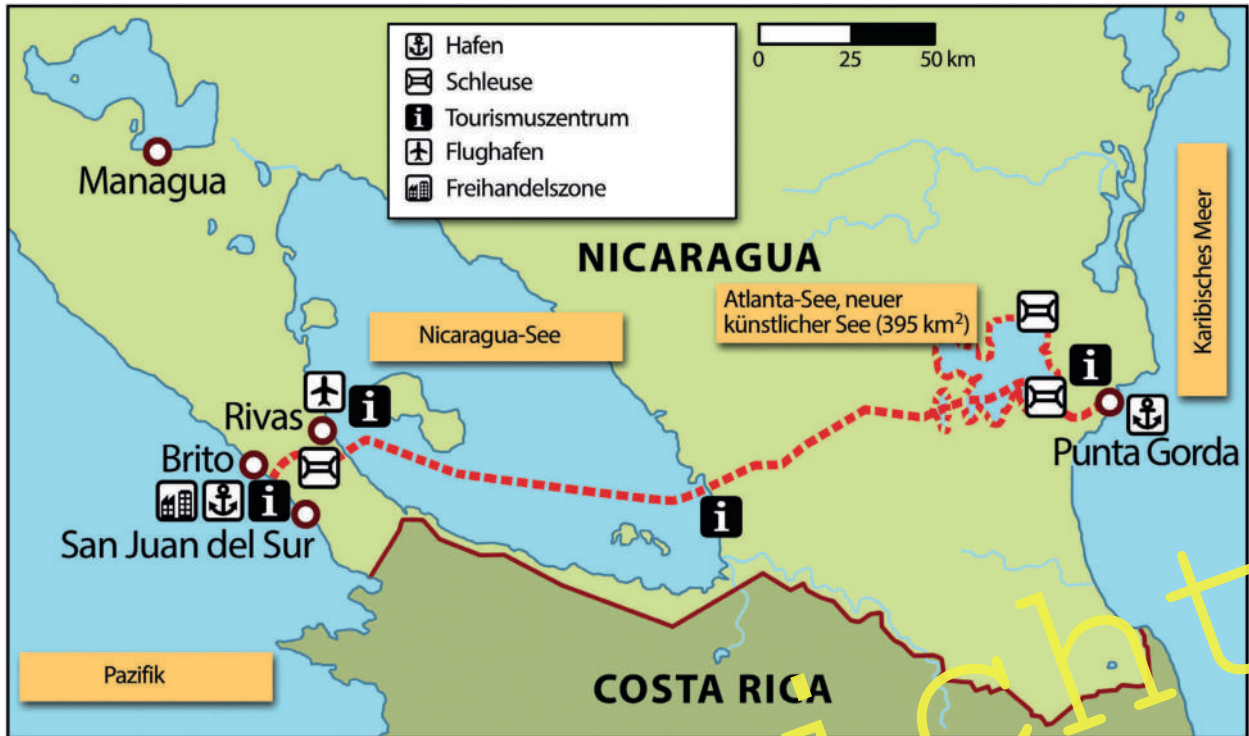 Hafen
Schleuse
Tourismuszentrum
Flughafen
Freihandelszone
0 25 50 km
Managua
NICARAGUA
Karibisches Meer
Atlanta-See, neuer
künstlicher See (395 km²)
Nicaragua-See
Rivas
Brito
Punta Gorda
San Juan del Sur
Pazifik
COSTA RICA
icht